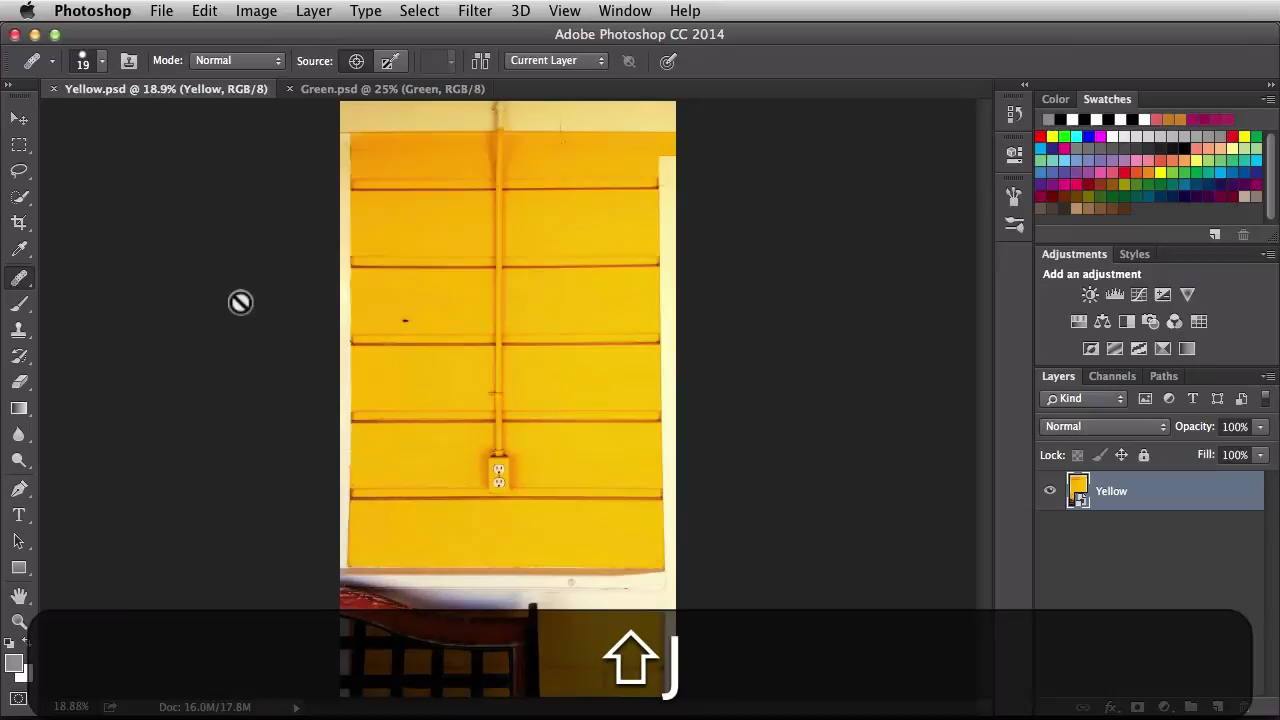 Photoshop File Edit Image Layer Type Select Filter 3D View Window Help
Adobe Photoshop CC 2014
19 Mode: Normal Source: Current Layer
Yellow.psd @ 18.9% (Yellow, RGB/8) Green.psd @ 25% (Green, RGB/8)
Color Swatches
Adjustments Styles
Add an adjustment
Layers Channels Paths
Kind
Normal Opacity: 100%
Lock: Fill: 100%
Yellow
J
18.88% Doc: 16.0M/17.8M